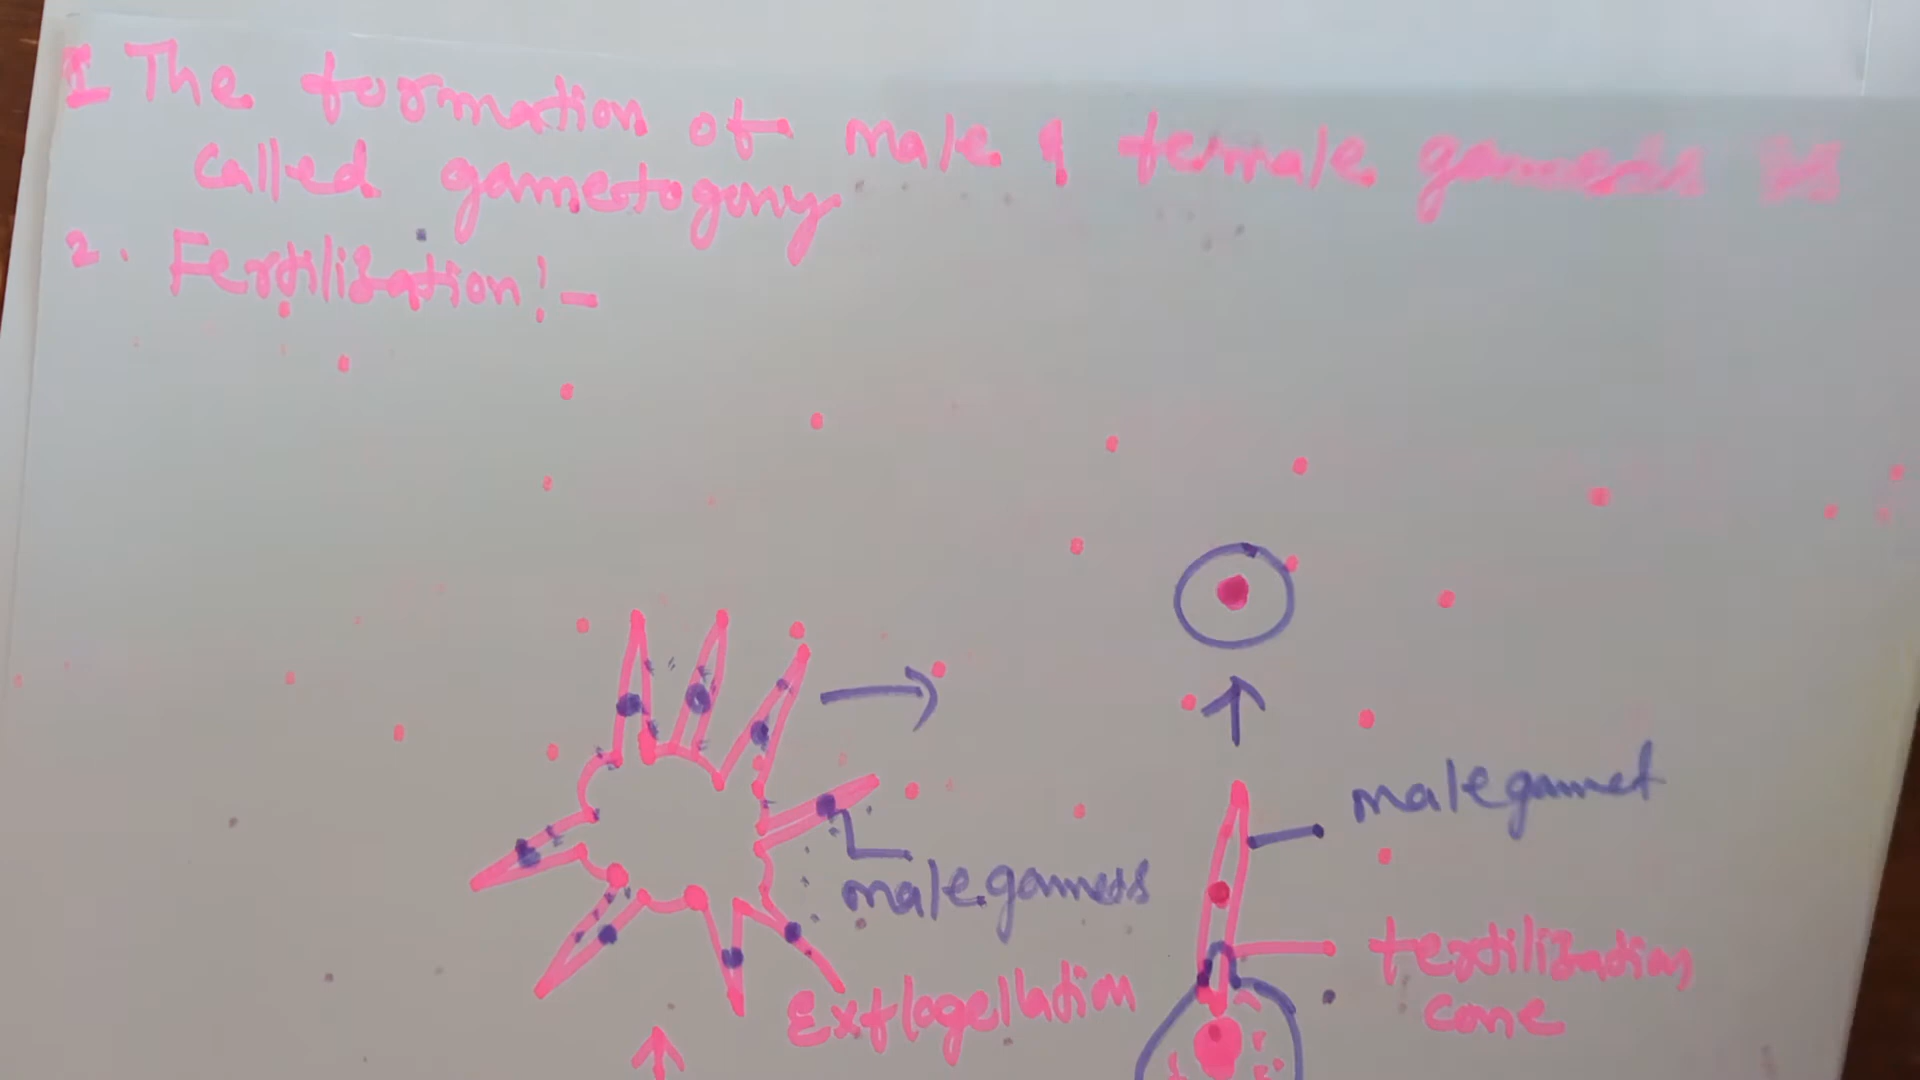 1 The formation of male & female gametes is
called gametogony
2. Fertilization:-
male gamet
male gametes
fertilization
cone
Exflagellation